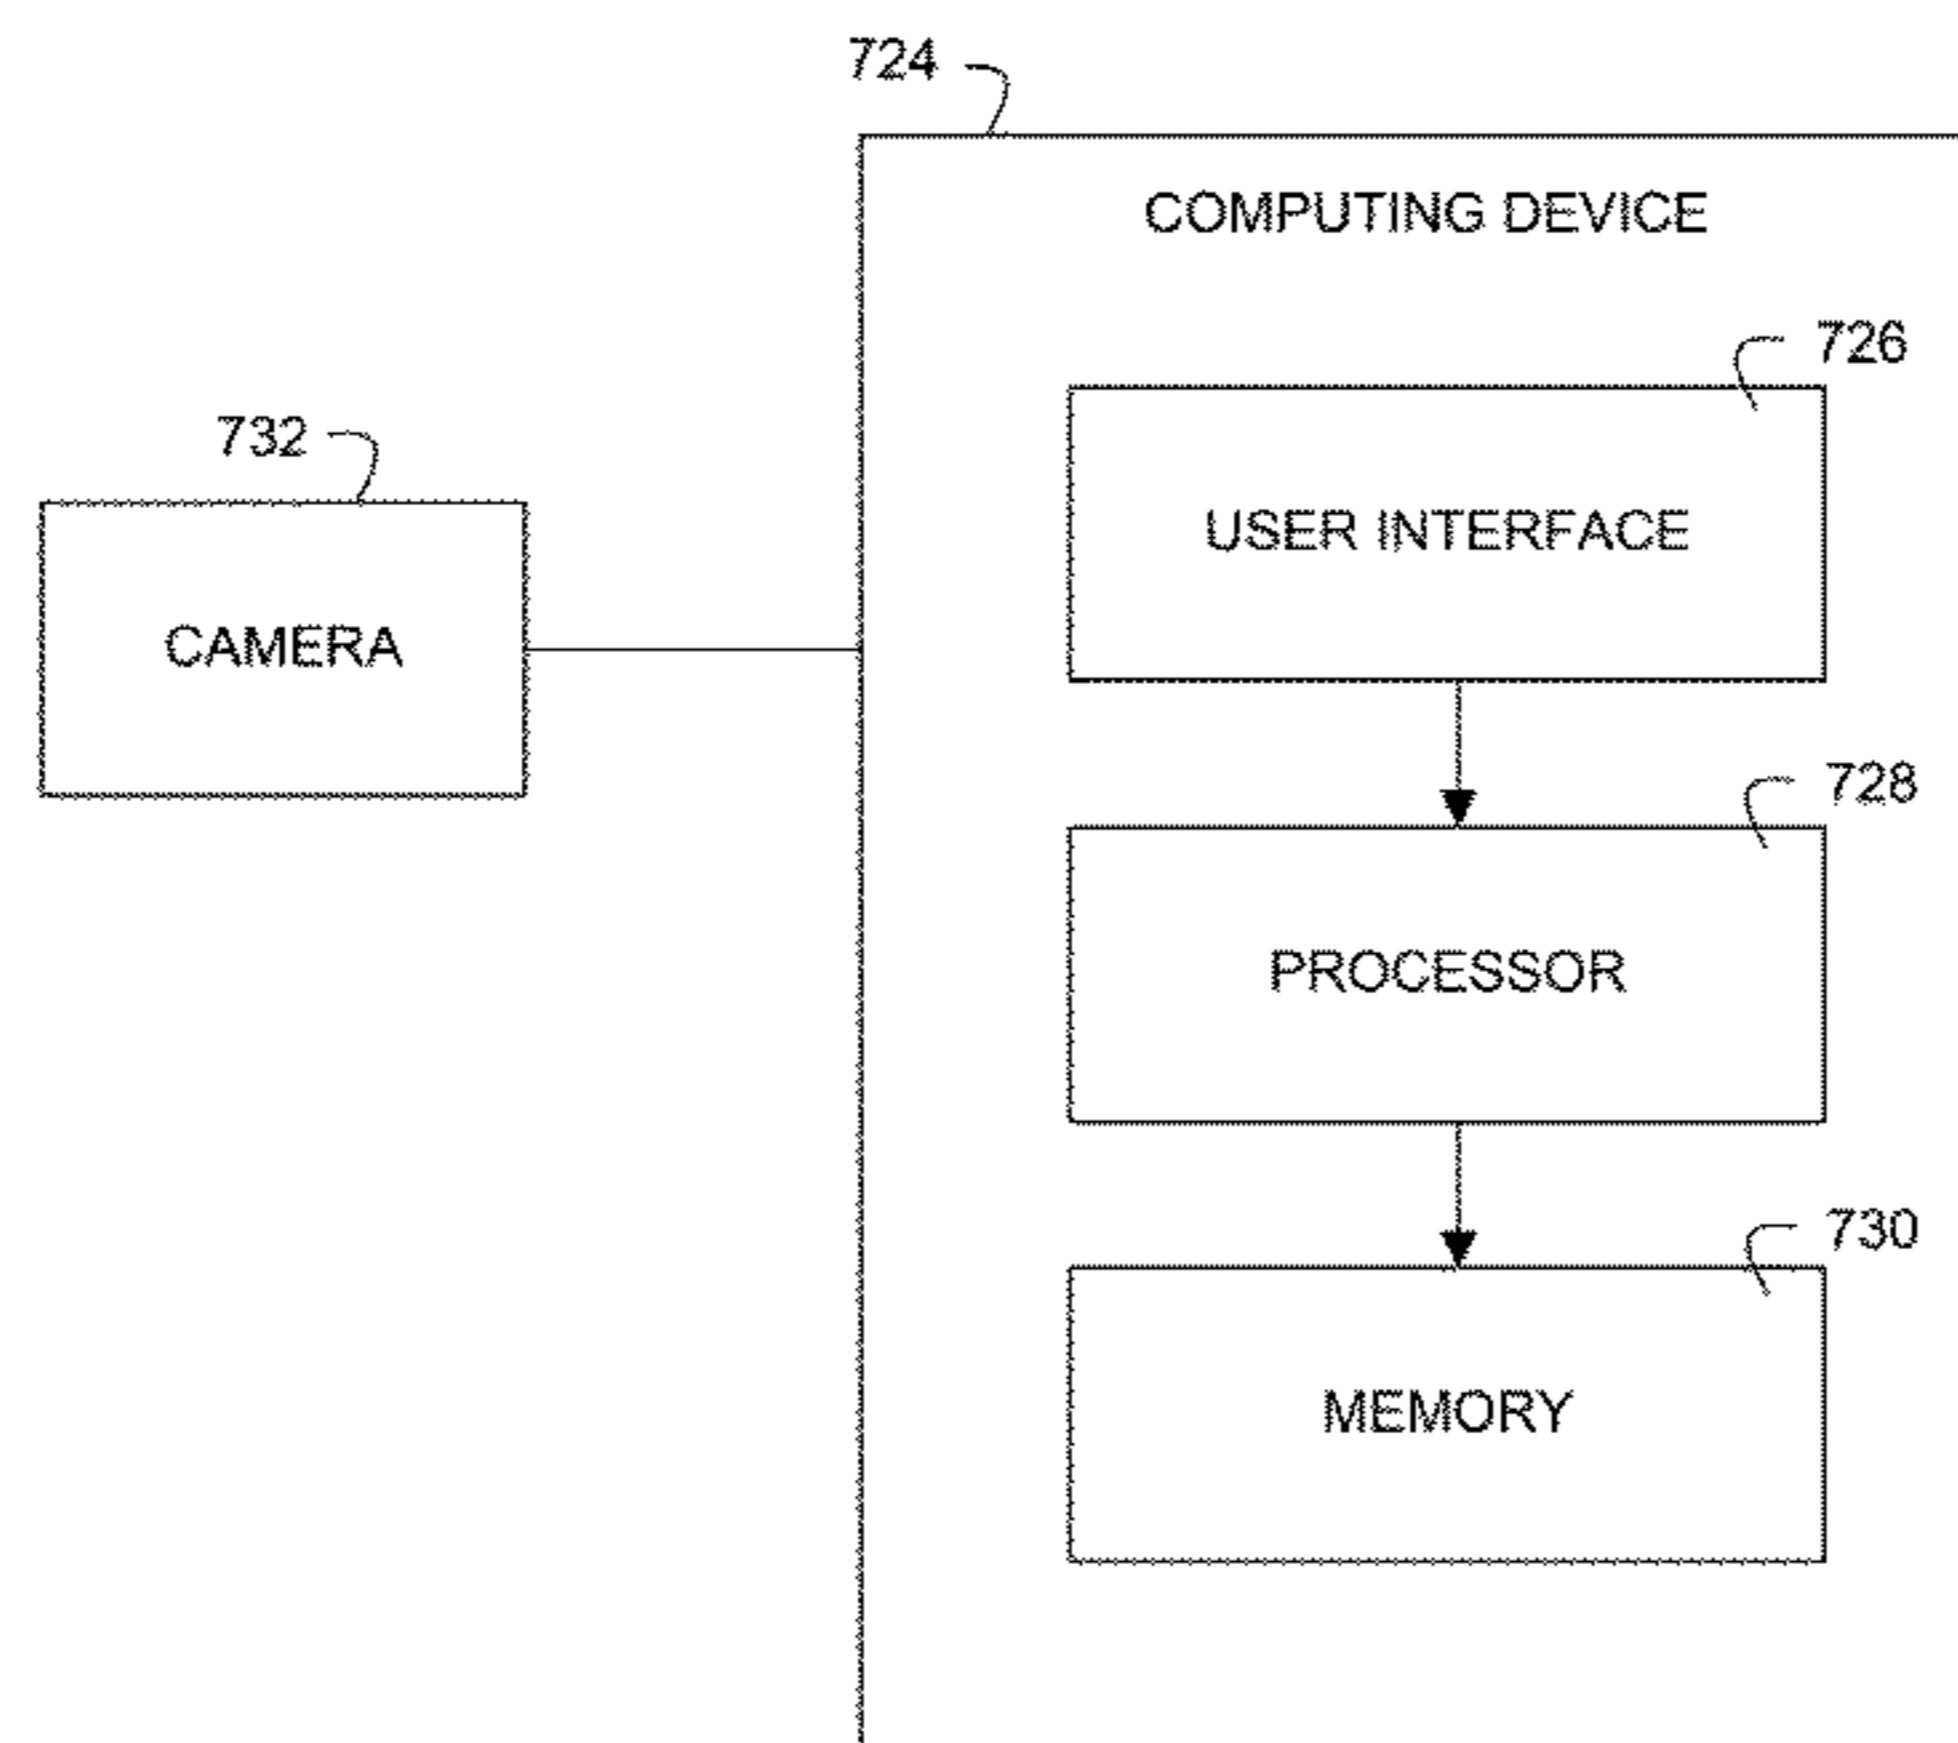 724
COMPUTING DEVICE
726
732
USER INTERFACE
CAMERA
728
PROCESSOR
730
MEMORY